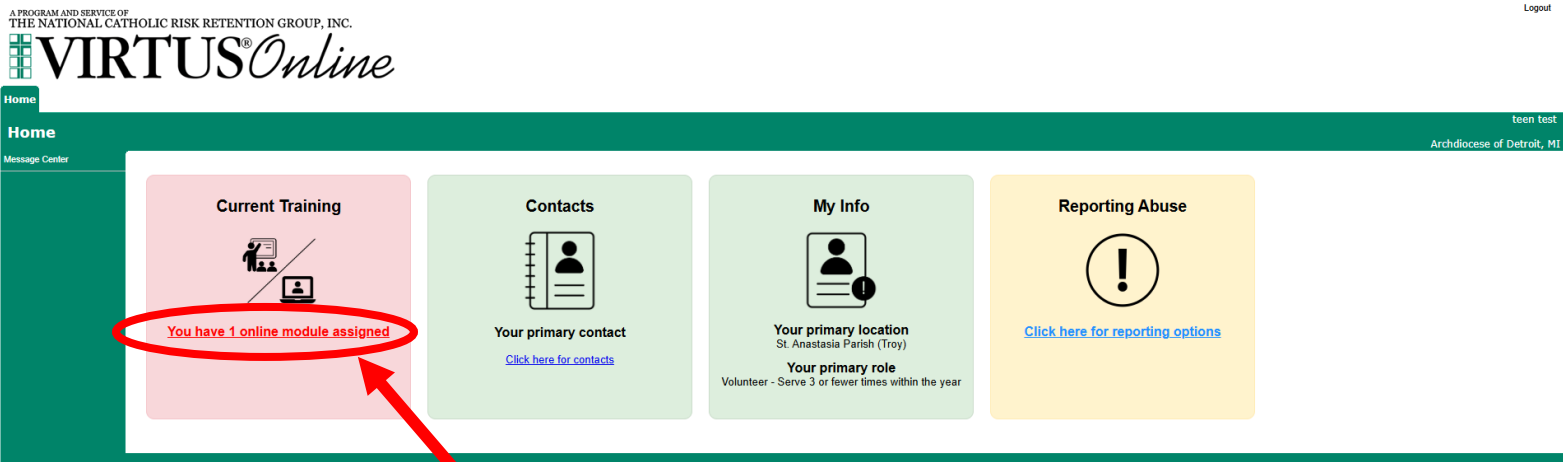 A PROGRAM AND SERVICE OF
THE NATIONAL CATHOLIC RISK RETENTION GROUP, INC.
Logout
VIRTUS® Online
Home
Home
teen test
Archdiocese of Detroit, MI
Message Center
Current Training
You have 1 online module assigned
Contacts
Your primary contact
Click here for contacts
My Info
Your primary location
St. Anastasia Parish (Troy)
Your primary role
Volunteer - Serve 3 or fewer times within the year
Reporting Abuse
Click here for reporting options